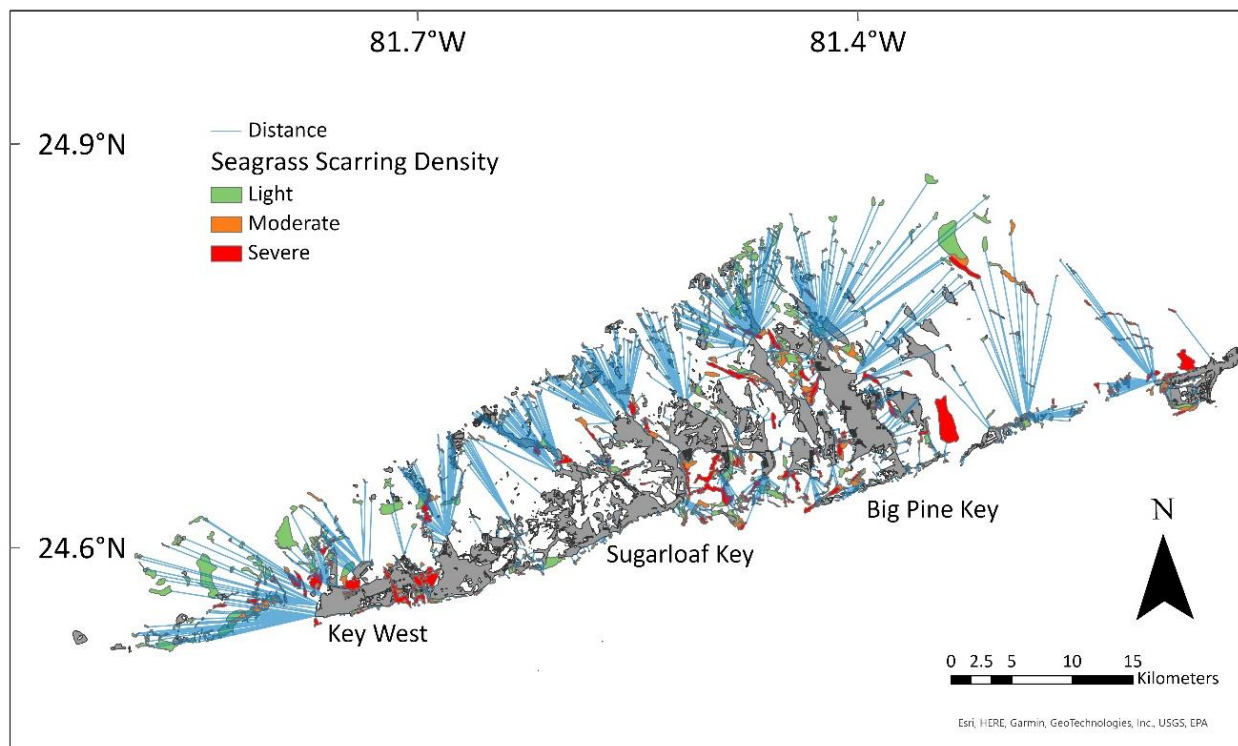 81.7°W
81.4°W
24.9°N
Distance
Seagrass Scarring Density
Light
Moderate
Severe
Big Pine Key
24.6°N
Sugarloaf Key
N
Key West
0 2.5 5 10 15
Kilometers
Esri, HERE, Garmin, GeoTechnologies, Inc., USGS, EPA